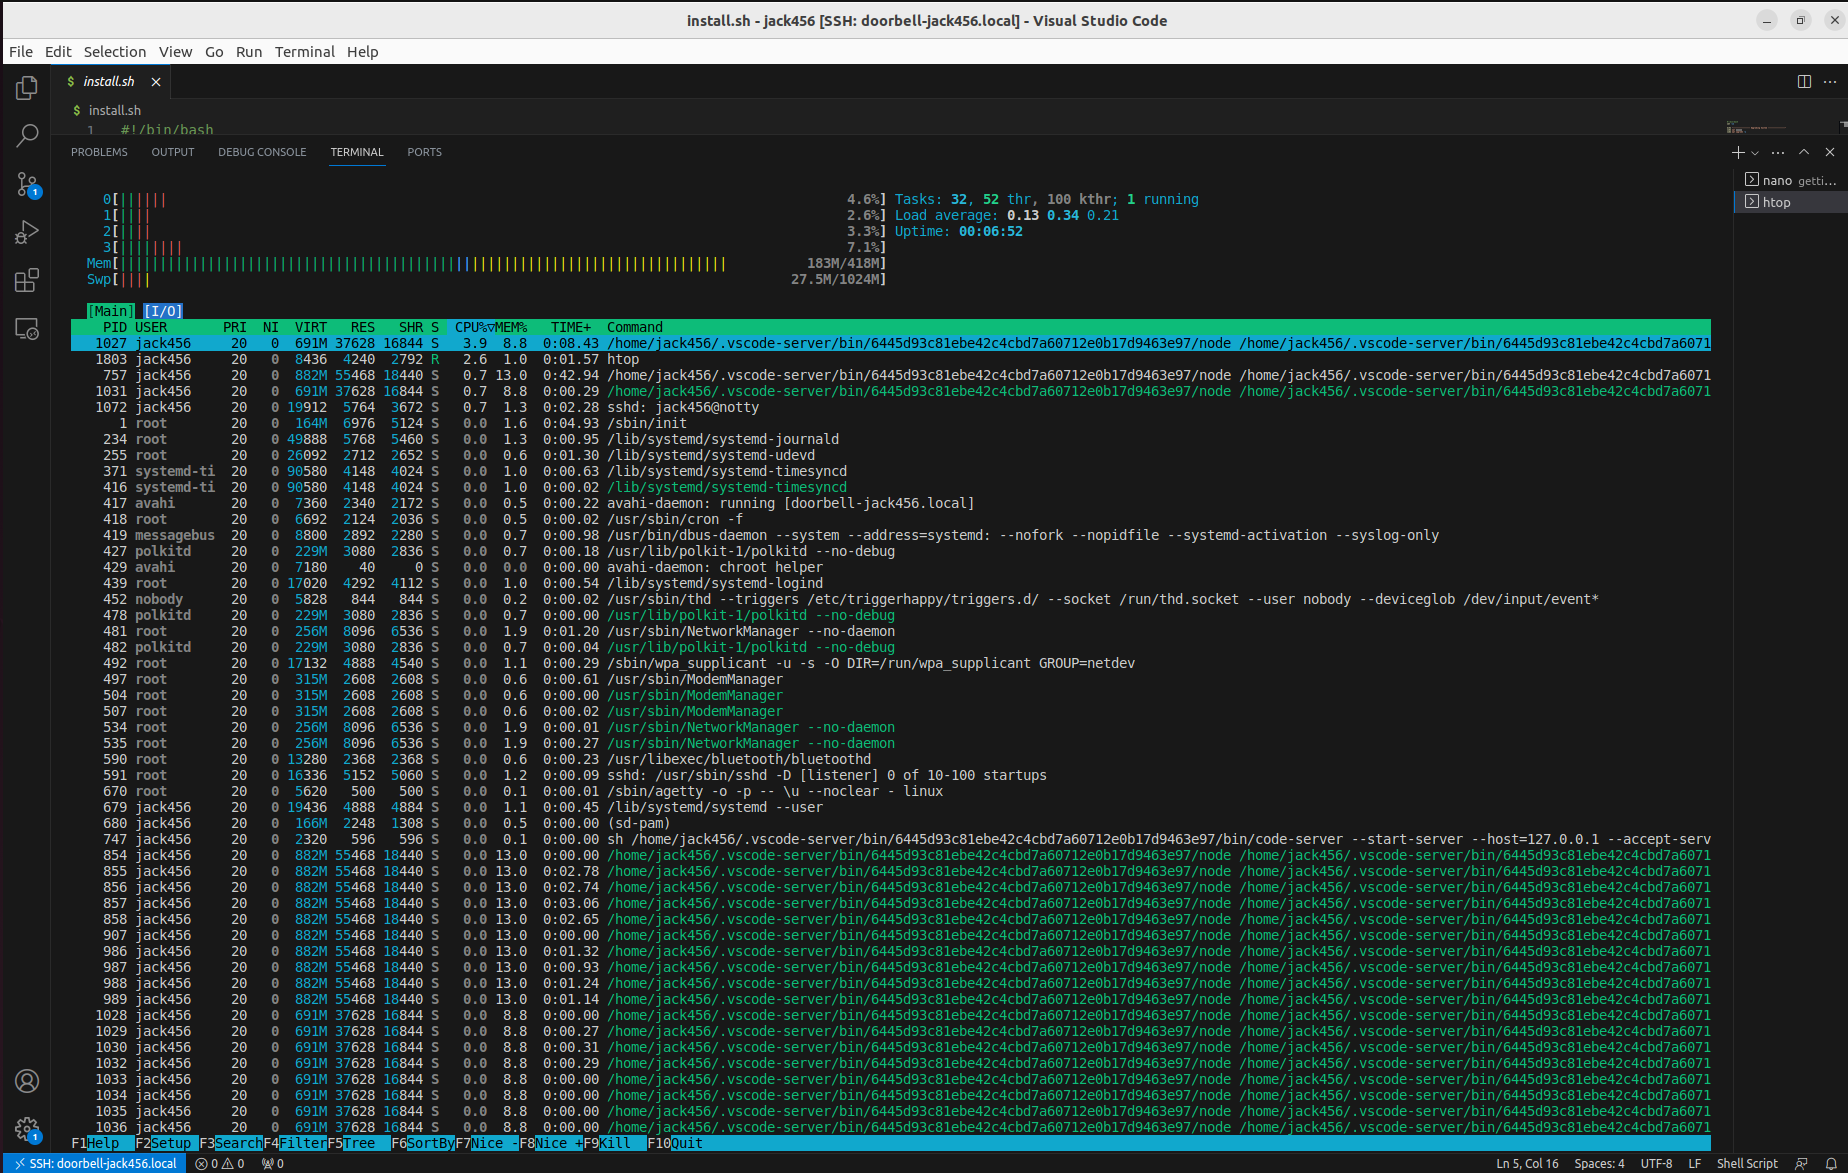 install.sh - jack456 [SSH: doorbell-jack456.local] - Visual Studio Code
File Edit Selection View Go Run Terminal Help
$ install.sh
$ install.sh
1 #!/bin/bash
PROBLEMS OUTPUT DEBUG CONSOLE TERMINAL PORTS
nano getti...
htop
0[|||||| 4.6%] Tasks: 32, 52 thr, 100 kthr; 1 running
1[|||| 2.6%] Load average: 0.13 0.34 0.21
2[|||| 3.3%] Uptime: 00:06:52
3[|||||||| 7.1%]
Mem[|||||||||||||||||||||||||||||||||||||||||||||||||||||||||||||||||||||||||||| 183M/418M]
Swp[|||| 27.5M/1024M]
[Main] [I/O]
PID USER PRI NI VIRT RES SHR S CPU%▽MEM% TIME+ Command
1027 jack456 20 0 691M 37628 16844 S 3.9 8.8 0:08.43 /home/jack456/.vscode-server/bin/6445d93c81ebe42c4cbd7a60712e0b17d9463e97/node /home/jack456/.vscode-server/bin/6445d93c81ebe42c4cbd7a6071
1803 jack456 20 0 8436 4240 2792 R 2.6 1.0 0:01.57 htop
757 jack456 20 0 882M 55468 18440 S 0.7 13.0 0:42.94 /home/jack456/.vscode-server/bin/6445d93c81ebe42c4cbd7a60712e0b17d9463e97/node /home/jack456/.vscode-server/bin/6445d93c81ebe42c4cbd7a6071
1031 jack456 20 0 691M 37628 16844 S 0.7 8.8 0:00.29 /home/jack456/.vscode-server/bin/6445d93c81ebe42c4cbd7a60712e0b17d9463e97/node /home/jack456/.vscode-server/bin/6445d93c81ebe42c4cbd7a6071
1072 jack456 20 0 19912 5764 3672 S 0.7 1.3 0:02.28 sshd: jack456@notty
1 root 20 0 164M 6976 5124 S 0.0 1.6 0:04.93 /sbin/init
234 root 20 0 49888 5768 5460 S 0.0 1.3 0:00.95 /lib/systemd/systemd-journald
255 root 20 0 26092 2712 2652 S 0.0 0.6 0:01.30 /lib/systemd/systemd-udevd
371 systemd-ti 20 0 90580 4148 4024 S 0.0 1.0 0:00.63 /lib/systemd/systemd-timesyncd
416 systemd-ti 20 0 90580 4148 4024 S 0.0 1.0 0:00.02 /lib/systemd/systemd-timesyncd
417 avahi 20 0 7360 2340 2172 S 0.0 0.5 0:00.22 avahi-daemon: running [doorbell-jack456.local]
418 root 20 0 6692 2124 2036 S 0.0 0.5 0:00.02 /usr/sbin/cron -f
419 messagebus 20 0 8800 2892 2280 S 0.0 0.7 0:00.98 /usr/bin/dbus-daemon --system --address=systemd: --nofork --nopidfile --systemd-activation --syslog-only
427 polkitd 20 0 229M 3080 2836 S 0.0 0.7 0:00.18 /usr/lib/polkit-1/polkitd --no-debug
429 avahi 20 0 7180 40 0 S 0.0 0.0 0:00.00 avahi-daemon: chroot helper
439 root 20 0 17020 4292 4112 S 0.0 1.0 0:00.54 /lib/systemd/systemd-logind
452 nobody 20 0 5828 844 844 S 0.0 0.2 0:00.02 /usr/sbin/thd --triggers /etc/triggerhappy/triggers.d/ --socket /run/thd.socket --user nobody --deviceglob /dev/input/event*
478 polkitd 20 0 229M 3080 2836 S 0.0 0.7 0:00.00 /usr/lib/polkit-1/polkitd --no-debug
481 root 20 0 256M 8096 6536 S 0.0 1.9 0:01.20 /usr/sbin/NetworkManager --no-daemon
482 polkitd 20 0 229M 3080 2836 S 0.0 0.7 0:00.04 /usr/lib/polkit-1/polkitd --no-debug
492 root 20 0 17132 4888 4540 S 0.0 1.1 0:00.29 /sbin/wpa_supplicant -u -s -O DIR=/run/wpa_supplicant GROUP=netdev
497 root 20 0 315M 2608 2608 S 0.0 0.6 0:00.61 /usr/sbin/ModemManager
504 root 20 0 315M 2608 2608 S 0.0 0.6 0:00.00 /usr/sbin/ModemManager
507 root 20 0 315M 2608 2608 S 0.0 0.6 0:00.02 /usr/sbin/ModemManager
534 root 20 0 256M 8096 6536 S 0.0 1.9 0:00.01 /usr/sbin/NetworkManager --no-daemon
535 root 20 0 256M 8096 6536 S 0.0 1.9 0:00.27 /usr/sbin/NetworkManager --no-daemon
590 root 20 0 13280 2368 2368 S 0.0 0.6 0:00.23 /usr/libexec/bluetooth/bluetoothd
591 root 20 0 16336 5152 5060 S 0.0 1.2 0:00.09 sshd: /usr/sbin/sshd -D [listener] 0 of 10-100 startups
670 root 20 0 5620 500 500 S 0.0 0.1 0:00.01 /sbin/agetty -o -p -- \u --noclear - linux
679 jack456 20 0 19436 4888 4884 S 0.0 1.1 0:00.45 /lib/systemd/systemd --user
680 jack456 20 0 166M 2248 1308 S 0.0 0.5 0:00.00 (sd-pam)
747 jack456 20 0 2320 596 596 S 0.0 0.1 0:00.00 sh /home/jack456/.vscode-server/bin/6445d93c81ebe42c4cbd7a60712e0b17d9463e97/bin/code-server --start-server --host=127.0.0.1 --accept-serv
854 jack456 20 0 882M 55468 18440 S 0.0 13.0 0:00.00 /home/jack456/.vscode-server/bin/6445d93c81ebe42c4cbd7a60712e0b17d9463e97/node /home/jack456/.vscode-server/bin/6445d93c81ebe42c4cbd7a6071
855 jack456 20 0 882M 55468 18440 S 0.0 13.0 0:02.78 /home/jack456/.vscode-server/bin/6445d93c81ebe42c4cbd7a60712e0b17d9463e97/node /home/jack456/.vscode-server/bin/6445d93c81ebe42c4cbd7a6071
856 jack456 20 0 882M 55468 18440 S 0.0 13.0 0:02.74 /home/jack456/.vscode-server/bin/6445d93c81ebe42c4cbd7a60712e0b17d9463e97/node /home/jack456/.vscode-server/bin/6445d93c81ebe42c4cbd7a6071
857 jack456 20 0 882M 55468 18440 S 0.0 13.0 0:03.06 /home/jack456/.vscode-server/bin/6445d93c81ebe42c4cbd7a60712e0b17d9463e97/node /home/jack456/.vscode-server/bin/6445d93c81ebe42c4cbd7a6071
858 jack456 20 0 882M 55468 18440 S 0.0 13.0 0:02.65 /home/jack456/.vscode-server/bin/6445d93c81ebe42c4cbd7a60712e0b17d9463e97/node /home/jack456/.vscode-server/bin/6445d93c81ebe42c4cbd7a6071
907 jack456 20 0 882M 55468 18440 S 0.0 13.0 0:00.00 /home/jack456/.vscode-server/bin/6445d93c81ebe42c4cbd7a60712e0b17d9463e97/node /home/jack456/.vscode-server/bin/6445d93c81ebe42c4cbd7a6071
986 jack456 20 0 882M 55468 18440 S 0.0 13.0 0:01.32 /home/jack456/.vscode-server/bin/6445d93c81ebe42c4cbd7a60712e0b17d9463e97/node /home/jack456/.vscode-server/bin/6445d93c81ebe42c4cbd7a6071
987 jack456 20 0 882M 55468 18440 S 0.0 13.0 0:00.93 /home/jack456/.vscode-server/bin/6445d93c81ebe42c4cbd7a60712e0b17d9463e97/node /home/jack456/.vscode-server/bin/6445d93c81ebe42c4cbd7a6071
988 jack456 20 0 882M 55468 18440 S 0.0 13.0 0:01.24 /home/jack456/.vscode-server/bin/6445d93c81ebe42c4cbd7a60712e0b17d9463e97/node /home/jack456/.vscode-server/bin/6445d93c81ebe42c4cbd7a6071
989 jack456 20 0 882M 55468 18440 S 0.0 13.0 0:01.14 /home/jack456/.vscode-server/bin/6445d93c81ebe42c4cbd7a60712e0b17d9463e97/node /home/jack456/.vscode-server/bin/6445d93c81ebe42c4cbd7a6071
1028 jack456 20 0 691M 37628 16844 S 0.0 8.8 0:00.00 /home/jack456/.vscode-server/bin/6445d93c81ebe42c4cbd7a60712e0b17d9463e97/node /home/jack456/.vscode-server/bin/6445d93c81ebe42c4cbd7a6071
1029 jack456 20 0 691M 37628 16844 S 0.0 8.8 0:00.27 /home/jack456/.vscode-server/bin/6445d93c81ebe42c4cbd7a60712e0b17d9463e97/node /home/jack456/.vscode-server/bin/6445d93c81ebe42c4cbd7a6071
1030 jack456 20 0 691M 37628 16844 S 0.0 8.8 0:00.31 /home/jack456/.vscode-server/bin/6445d93c81ebe42c4cbd7a60712e0b17d9463e97/node /home/jack456/.vscode-server/bin/6445d93c81ebe42c4cbd7a6071
1032 jack456 20 0 691M 37628 16844 S 0.0 8.8 0:00.29 /home/jack456/.vscode-server/bin/6445d93c81ebe42c4cbd7a60712e0b17d9463e97/node /home/jack456/.vscode-server/bin/6445d93c81ebe42c4cbd7a6071
1033 jack456 20 0 691M 37628 16844 S 0.0 8.8 0:00.00 /home/jack456/.vscode-server/bin/6445d93c81ebe42c4cbd7a60712e0b17d9463e97/node /home/jack456/.vscode-server/bin/6445d93c81ebe42c4cbd7a6071
1034 jack456 20 0 691M 37628 16844 S 0.0 8.8 0:00.00 /home/jack456/.vscode-server/bin/6445d93c81ebe42c4cbd7a60712e0b17d9463e97/node /home/jack456/.vscode-server/bin/6445d93c81ebe42c4cbd7a6071
1035 jack456 20 0 691M 37628 16844 S 0.0 8.8 0:00.00 /home/jack456/.vscode-server/bin/6445d93c81ebe42c4cbd7a60712e0b17d9463e97/node /home/jack456/.vscode-server/bin/6445d93c81ebe42c4cbd7a6071
1036 jack456 20 0 691M 37628 16844 S 0.0 8.8 0:00.00 /home/jack456/.vscode-server/bin/6445d93c81ebe42c4cbd7a60712e0b17d9463e97/node /home/jack456/.vscode-server/bin/6445d93c81ebe42c4cbd7a6071
F1Help F2Setup F3SearchF4FilterF5Tree F6SortByF7Nice -F8Nice +F9Kill F10Quit
SSH: doorbell-jack456.local 0 0 0 Ln 5, Col 16 Spaces: 4 UTF-8 LF Shell Script